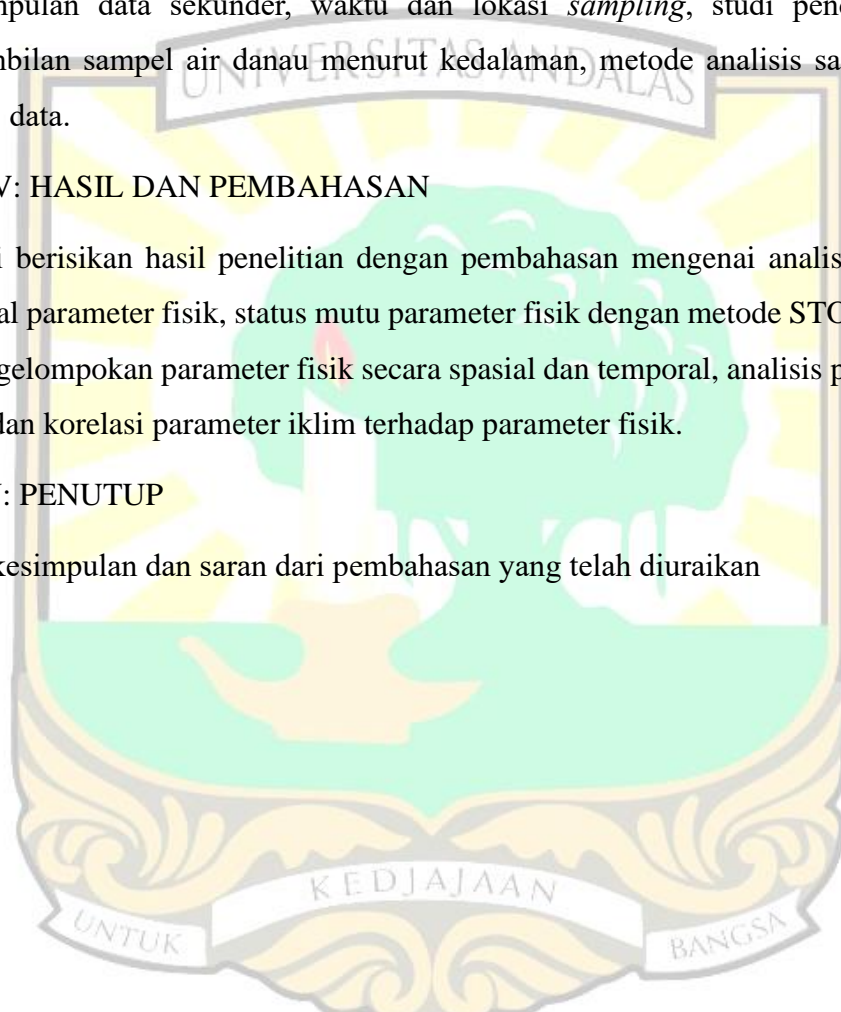 mpulan data sekunder, waktu dan lokasi sampling, studi pend
mbilan sampel air danau menurut kedalaman, metode analisis sa
data.
V: HASIL DAN PEMBAHASAN
i berisikan hasil penelitian dengan pembahasan mengenai analis
al parameter fisik, status mutu parameter fisik dengan metode STO
gelompokan parameter fisik secara spasial dan temporal, analisis p
dan korelasi parameter iklim terhadap parameter fisik.
V: PENUTUP
kesimpulan dan saran dari pembahasan yang telah diuraikan
UNIVERSITAS ANDALAS
UNTUK KEDJAJAAN BANGSA